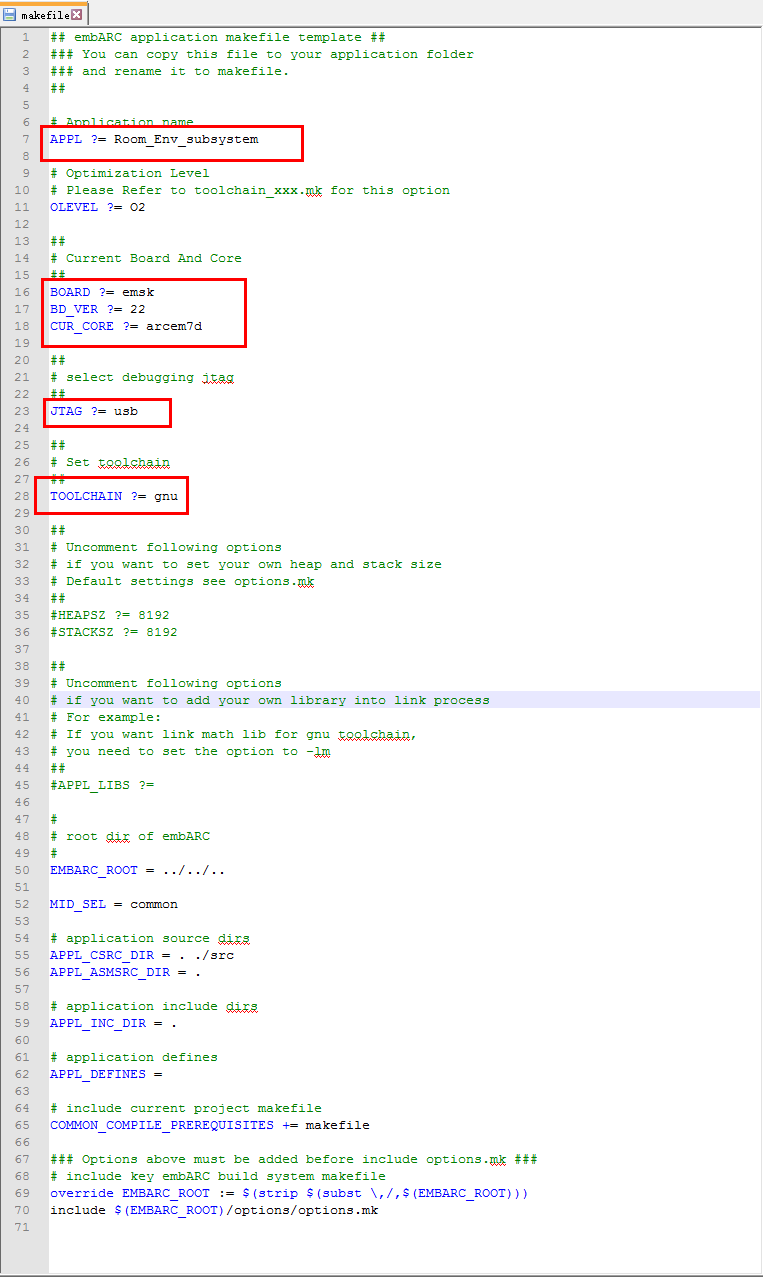 makefile
1 ## embARC application makefile template ##
2 ### You can copy this file to your application folder
3 ### and rename it to makefile.
4 ##
5
6 # Application name
7 APPL ?= Room_Env_subsystem
8
9 # Optimization Level
10 # Please Refer to toolchain_xxx.mk for this option
11 OLEVEL ?= O2
12
13 ##
14 # Current Board And Core
15 ##
16 BOARD ?= emsk
17 BD_VER ?= 22
18 CUR_CORE ?= arcem7d
19
20 ##
21 # select debugging jtag
22 ##
23 JTAG ?= usb
24
25 ##
26 # Set toolchain
27 ##
28 TOOLCHAIN ?= gnu
29
30 ##
31 # Uncomment following options
32 # if you want to set your own heap and stack size
33 # Default settings see options.mk
34 ##
35 #HEAPSZ ?= 8192
36 #STACKSZ ?= 8192
37
38 ##
39 # Uncomment following options
40 # if you want to add your own library into link process
41 # For example:
42 # If you want link math lib for gnu toolchain,
43 # you need to set the option to -lm
44 ##
45 #APPL_LIBS ?=
46
47 #
48 # root dir of embARC
49 #
50 EMBARC_ROOT = ../../..
51
52 MID_SEL = common
53
54 # application source dirs
55 APPL_CSRC_DIR = . ./src
56 APPL_ASMSRC_DIR = .
57
58 # application include dirs
59 APPL_INC_DIR = .
60
61 # application defines
62 APPL_DEFINES =
63
64 # include current project makefile
65 COMMON_COMPILE_PREREQUISITES += makefile
66
67 ### Options above must be added before include options.mk ###
68 # include key embARC build system makefile
69 override EMBARC_ROOT := $(strip $(subst \,/,$(EMBARC_ROOT)))
70 include $(EMBARC_ROOT)/options/options.mk
71